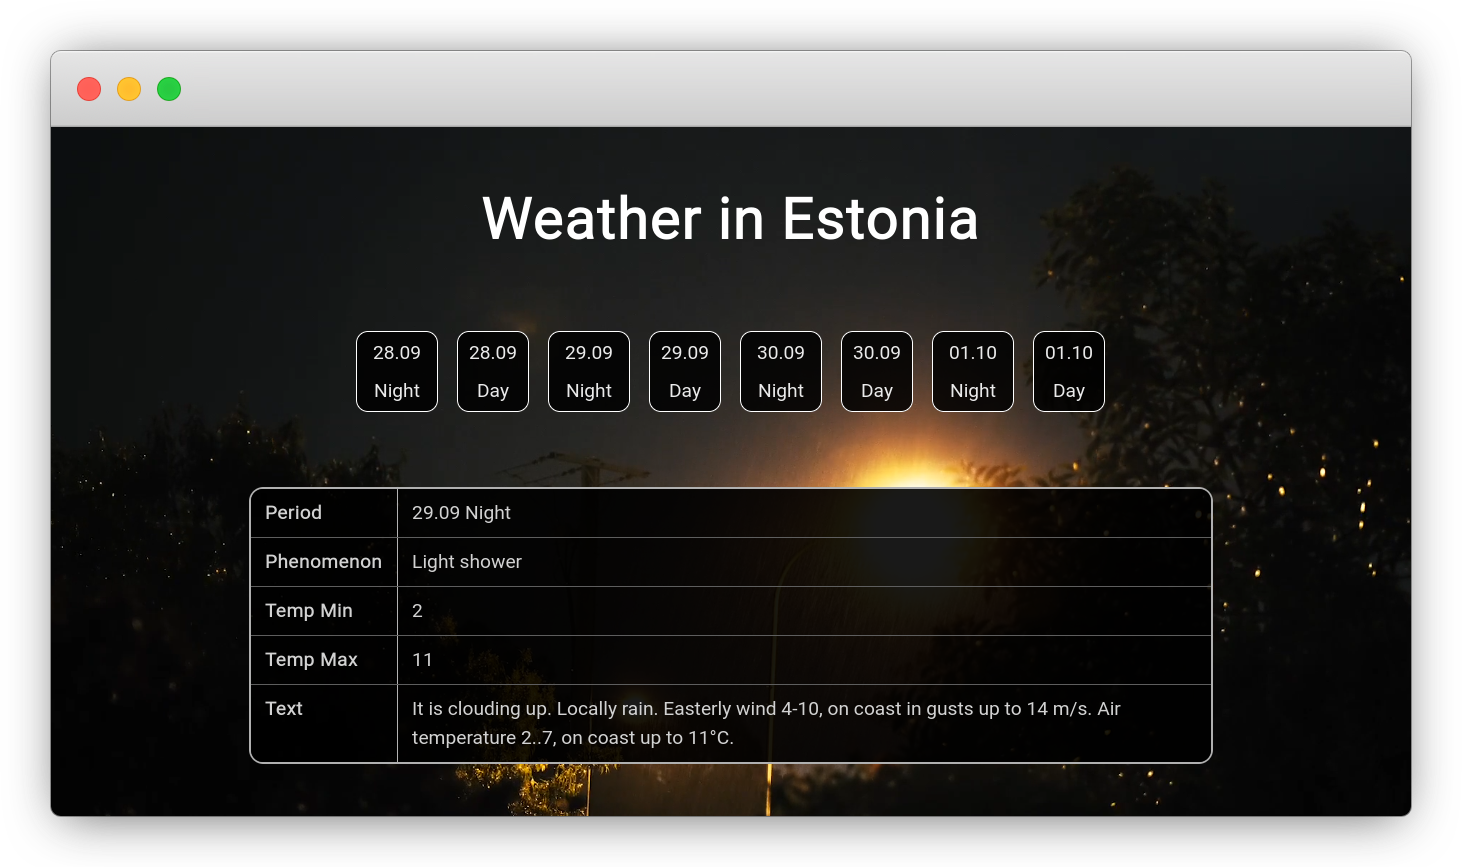 Weather in Estonia
28.09 28.09 29.09 29.09 30.09 30.09 01.10 01.10
Night Day Night Day Night Day Night Day
Period 29.09 Night
Phenomenon Light shower
Temp Min 2
Temp Max 11
Text It is clouding up. Locally rain. Easterly wind 4-10, on coast in gusts up to 14 m/s. Air
temperature 2..7, on coast up to 11°C.